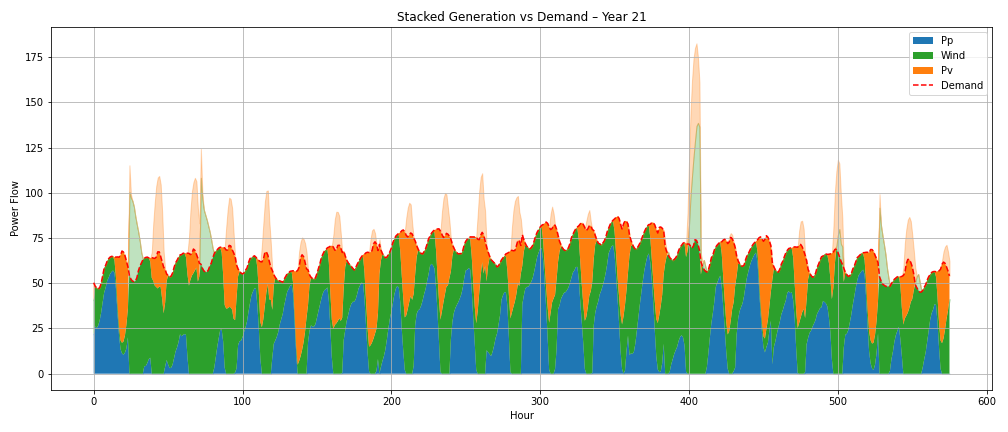 Stacked Generation vs Demand – Year 21
Pp
Wind
Pv
Demand
Power Flow
175
150
125
100
75
50
25
0
0 100 200 300 400 500 600
Hour